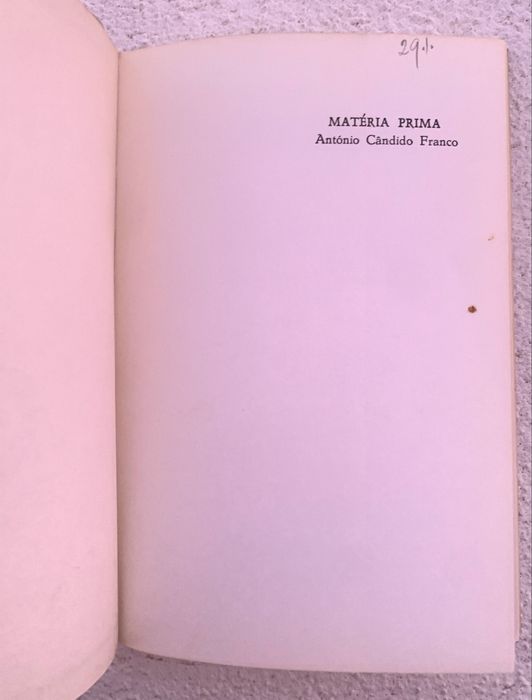 29·/.
MATÉRIA PRIMA
António Cândido Franco